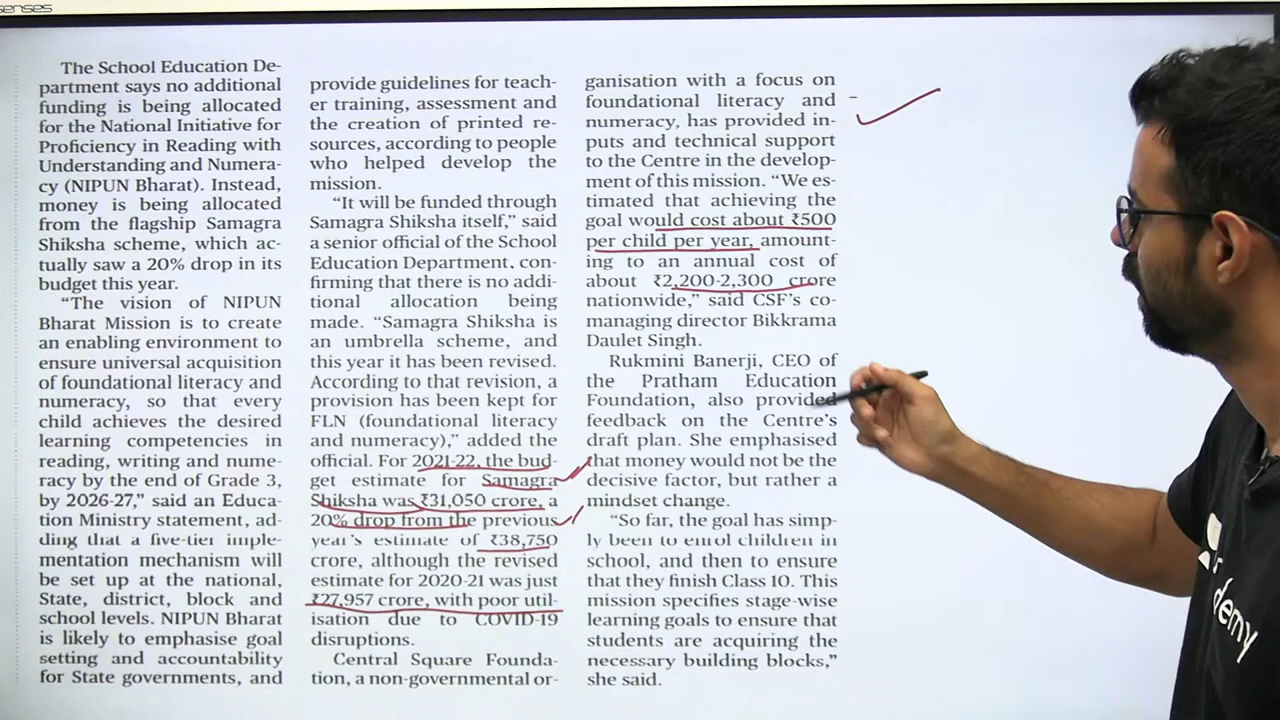 senses
The School Education De-
partment says no additional
funding is being allocated
for the National Initiative for
Proficiency in Reading with
Understanding and Numera-
cy (NIPUN Bharat). Instead,
money is being allocated
from the flagship Samagra
Shiksha scheme, which ac-
tually saw a 20% drop in its
budget this year.
“The vision of NIPUN
Bharat Mission is to create
an enabling environment to
ensure universal acquisition
of foundational literacy and
numeracy, so that every
child achieves the desired
learning competencies in
reading, writing and nume-
racy by the end of Grade 3,
by 2026-27,” said an Educa-
tion Ministry statement, ad-
ding that a five-tier imple-
mentation mechanism will
be set up at the national,
State, district, block and
school levels. NIPUN Bharat
is likely to emphasise goal
setting and accountability
for State governments, and
provide guidelines for teach-
er training, assessment and
the creation of printed re-
sources, according to people
who helped develop the
mission.
“It will be funded through
Samagra Shiksha itself,” said
a senior official of the School
Education Department, con-
firming that there is no addi-
tional allocation being
made. “Samagra Shiksha is
an umbrella scheme, and
this year it has been revised.
According to that revision, a
provision has been kept for
FLN (foundational literacy
and numeracy),” added the
official. For 2021-22, the bud-
get estimate for Samagra
Shiksha was ₹31,050 crore, a
20% drop from the previous
year’s estimate of ₹38,750
crore, although the revised
estimate for 2020-21 was just
₹27,957 crore, with poor util-
isation due to COVID-19
disruptions.
Central Square Founda-
tion, a non-governmental or-
ganisation with a focus on
foundational literacy and
numeracy, has provided in-
puts and technical support
to the Centre in the develop-
ment of this mission. “We es-
timated that achieving the
goal would cost about ₹500
per child per year, amount-
ing to an annual cost of
about ₹2,200-2,300 crore
nationwide,” said CSF’s co-
managing director Bikkrama
Daulet Singh.
Rukmini Banerji, CEO of
the Pratham Education
Foundation, also provided
feedback on the Centre’s
draft plan. She emphasised
that money would not be the
decisive factor, but rather a
mindset change.
“So far, the goal has simp-
ly been to enrol children in
school, and then to ensure
that they finish Class 10. This
mission specifies stage-wise
learning goals to ensure that
students are acquiring the
necessary building blocks,”
she said.
demy